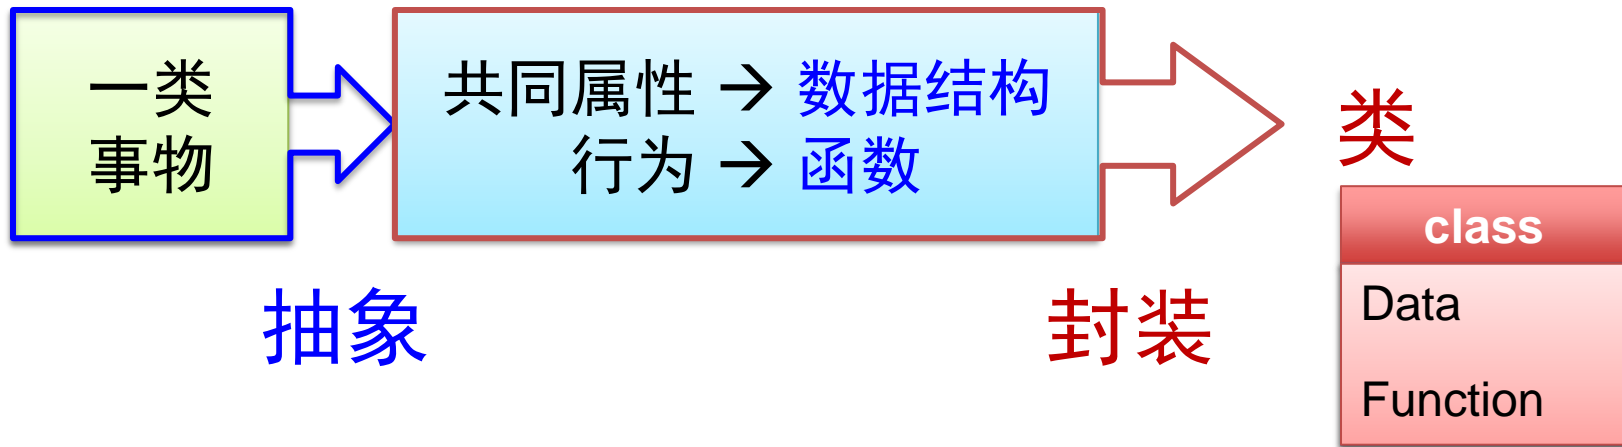 一类
事物
共同属性 → 数据结构
行为 → 函数
抽象
封装
类
class
Data
Function